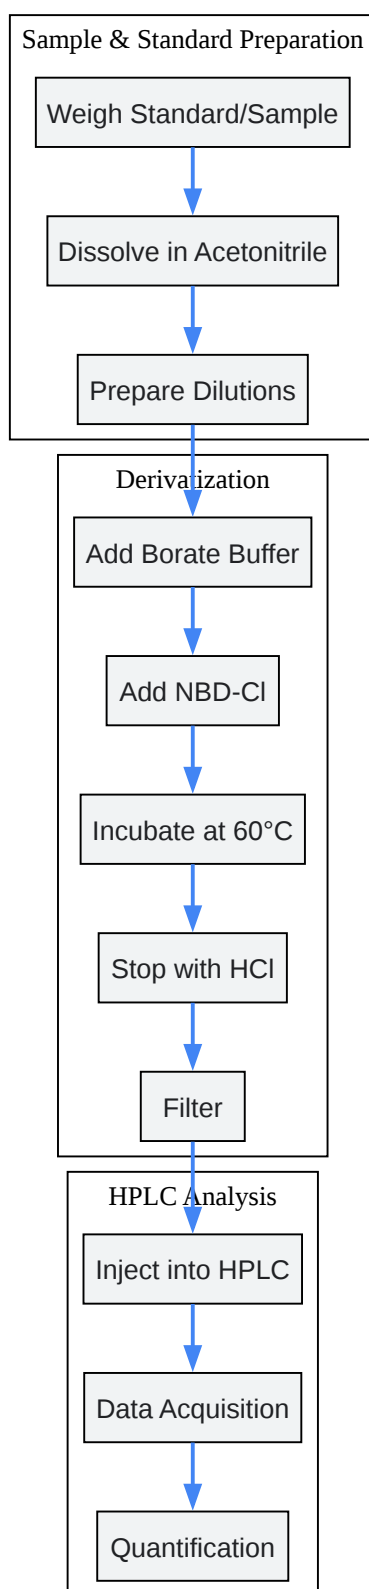 Sample & Standard Preparation
Weigh Standard/Sample
Dissolve in Acetonitrile
Prepare Dilutions
Derivatization
Add Borate Buffer
Add NBD-Cl
Incubate at 60°C
Stop with HCl
Filter
HPLC Analysis
Inject into HPLC
Data Acquisition
Quantification